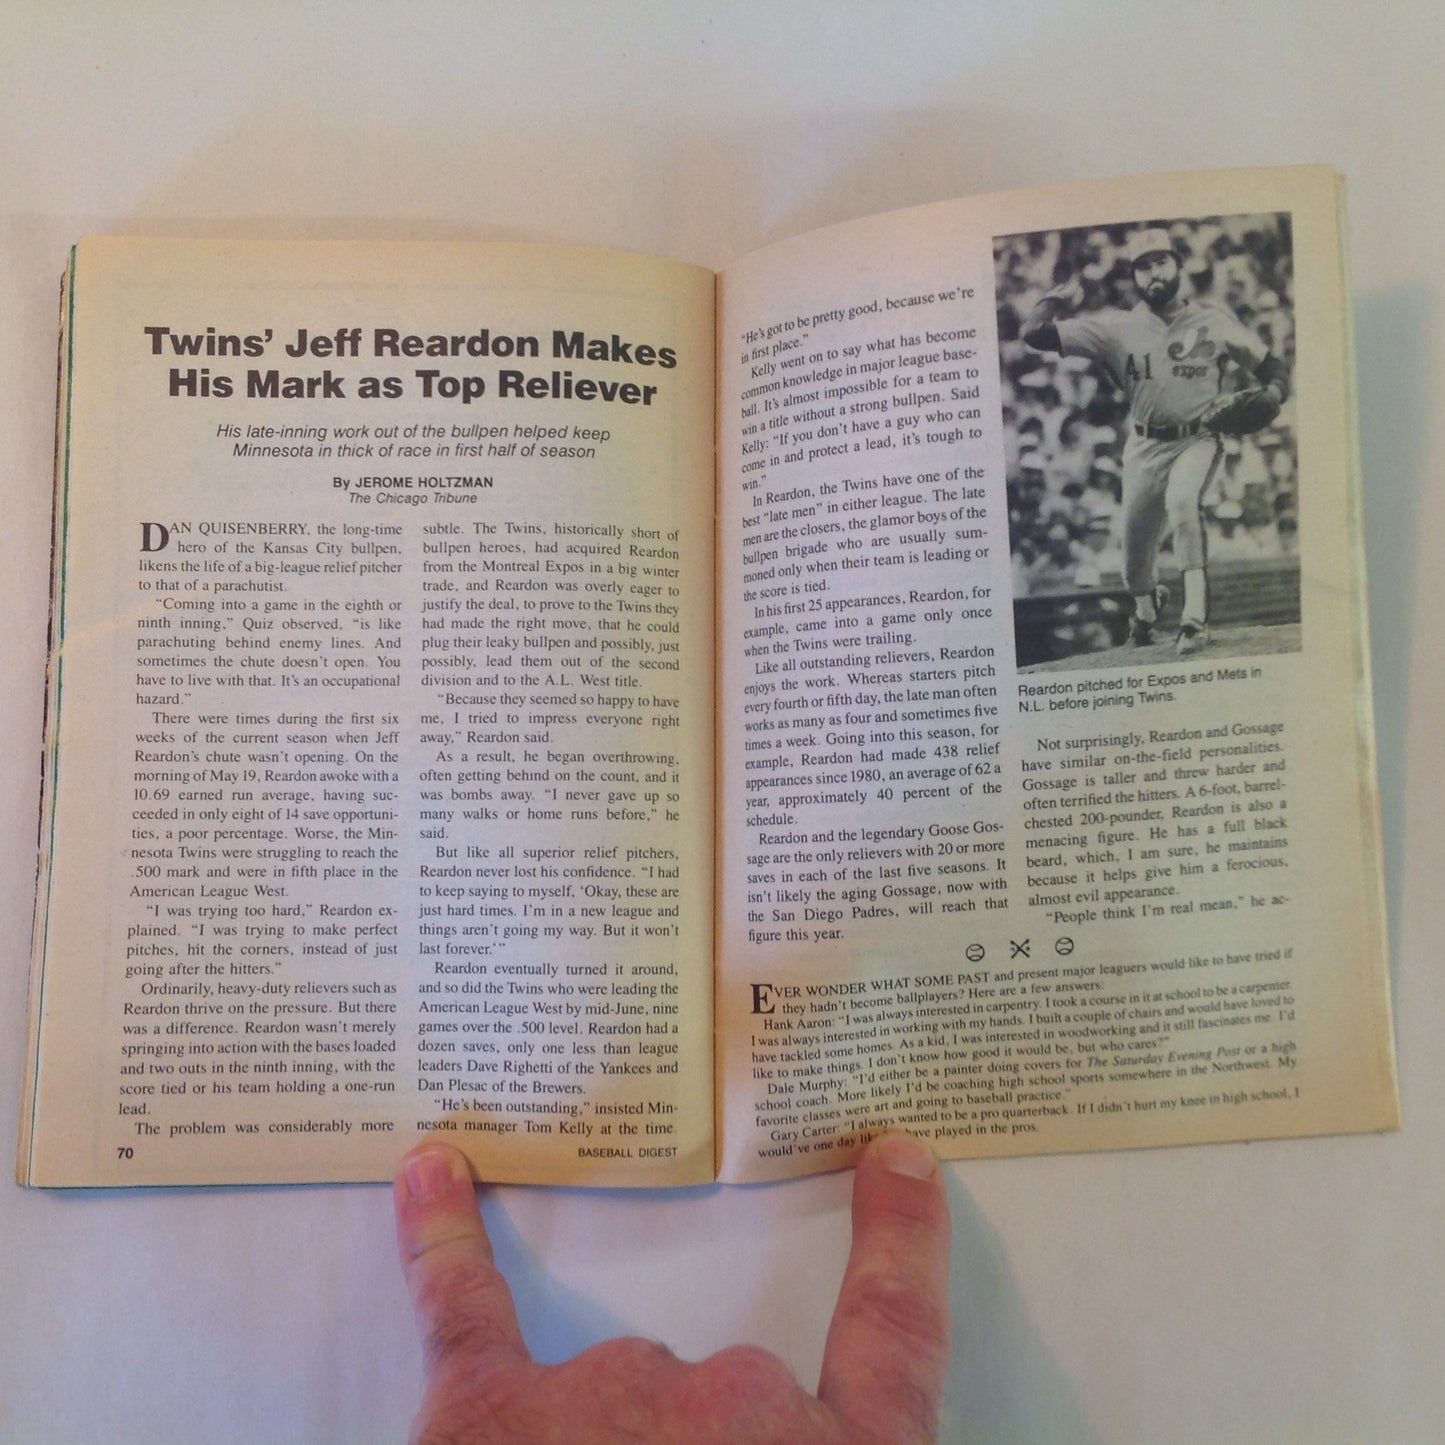 Twins' Jeff Reardon Makes
His Mark as Top Reliever
His late-inning work out of the bullpen helped keep
Minnesota in thick of race in first half of season
By JEROME HOLTZMAN
The Chicago Tribune
DAN QUISENBERRY, the long-time
hero of the Kansas City bullpen,
likens the life of a big-league relief pitcher
to that of a parachutist.
"Coming into a game in the eighth or
ninth inning," Quiz observed, "is like
parachuting behind enemy lines. And
sometimes the chute doesn't open. You
have to live with that. It's an occupational
hazard."
There were times during the first six
weeks of the current season when Jeff
Reardon's chute wasn't opening. On the
morning of May 19, Reardon awoke with a
10.69 earned run average, having suc-
ceeded in only eight of 14 save opportuni-
ties, a poor percentage. Worse, the Min-
nesota Twins were struggling to reach the
.500 mark and were in fifth place in the
American League West.
"I was trying too hard," Reardon ex-
plained. "I was trying to make perfect
pitches, hit the corners, instead of just
going after the hitters."
Ordinarily, heavy-duty relievers such as
Reardon thrive on the pressure. But there
was a difference. Reardon wasn't merely
springing into action with the bases loaded
and two outs in the ninth inning, with the
score tied or his team holding a one-run
lead.
The problem was considerably more
subtle. The Twins, historically short of
bullpen heroes, had acquired Reardon
from the Montreal Expos in a big winter
trade, and Reardon was overly eager to
justify the deal, to prove to the Twins they
had made the right move, that he could
plug their leaky bullpen and possibly, just
possibly, lead them out of the second
division and to the A.L. West title.
"Because they seemed so happy to have
me, I tried to impress everyone right
away," Reardon said.
As a result, he began overthrowing,
often getting behind on the count, and it
was bombs away. "I never gave up so
many walks or home runs before," he
said.
But like all superior relief pitchers,
Reardon never lost his confidence. "I had
to keep saying to myself, 'Okay, these are
just hard times. I'm in a new league and
things aren't going my way. But it won't
last forever.'"
Reardon eventually turned it around,
and so did the Twins who were leading the
American League West by mid-June, nine
games over the .500 level. Reardon had a
dozen saves, only one less than league
leaders Dave Righetti of the Yankees and
Dan Plesac of the Brewers.
"He's been outstanding," insisted Min-
nesota manager Tom Kelly at the time.
70
BASEBALL DIGEST
"He's got to be pretty good, because we're
in first place."
Kelly went on to say what has become
common knowledge in major league base-
ball. It's almost impossible for a team to
win a title without a strong bullpen. Said
Kelly: "If you don't have a guy who can
come in and protect a lead, it's tough to
win."
In Reardon, the Twins have one of the
best "late men" in either league. The late
men are the closers, the glamor boys of the
bullpen brigade who are usually sum-
moned only when their team is leading or
the score is tied.
In his first 25 appearances, Reardon, for
example, came into a game only once
when the Twins were trailing.
Like all outstanding relievers, Reardon
enjoys the work. Whereas starters pitch
every fourth or fifth day, the late man often
works as many as four and sometimes five
times a week. Going into this season, for
example, Reardon had made 438 relief
appearances since 1980, an average of 62 a
year, approximately 40 percent of the
schedule.
Reardon and the legendary Goose Gos-
sage are the only relievers with 20 or more
saves in each of the last five seasons. It
isn't likely the aging Gossage, now with
the San Diego Padres, will reach that
figure this year.
41
expos
Reardon pitched for Expos and Mets in
N.L. before joining Twins.
Not surprisingly, Reardon and Gossage
have similar on-the-field personalities.
Gossage is taller and threw harder and
often terrified the hitters. A 6-foot, barrel-
chested 200-pounder, Reardon is also a
menacing figure. He has a full black
beard, which, I am sure, he maintains
because it helps give him a ferocious,
almost evil appearance.
"People think I'm real mean," he ac-
EVER WONDER WHAT SOME PAST and present major leaguers would like to have tried if
they hadn't become ballplayers? Here are a few answers:
Hank Aaron: "I was always interested in carpentry. I took a course in it at school to be a carpenter.
I was always interested in working with my hands. I built a couple of chairs and would have loved to
have tackled some homes. As a kid, I was interested in woodworking and it still fascinates me. I'd
like to make things. I don't know how good it would be, but who cares?"
Dale Murphy: "I'd either be a painter doing covers for The Saturday Evening Post or a high
school coach. More likely I'd be coaching high school sports somewhere in the Northwest. My
favorite classes were art and going to baseball practice."
Gary Carter: "I always wanted to be a pro quarterback. If I didn't hurt my knee in high school, I
would've one day have played in the pros.